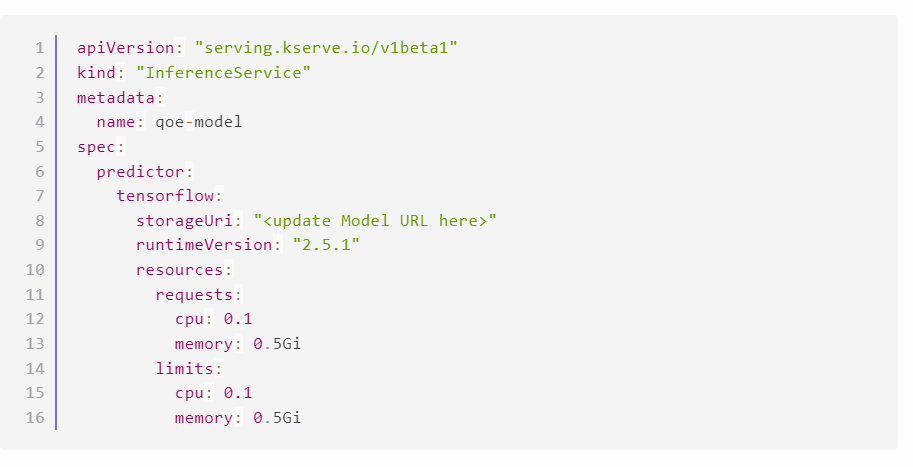 1 apiVersion: "serving.kserve.io/v1beta1"
2 kind: "InferenceService"
3 metadata:
4   name: qoe-model
5 spec:
6   predictor:
7     tensorflow:
8       storageUri: "<update Model URL here>"
9       runtimeVersion: "2.5.1"
10       resources:
11         requests:
12           cpu: 0.1
13           memory: 0.5Gi
14         limits:
15           cpu: 0.1
16           memory: 0.5Gi